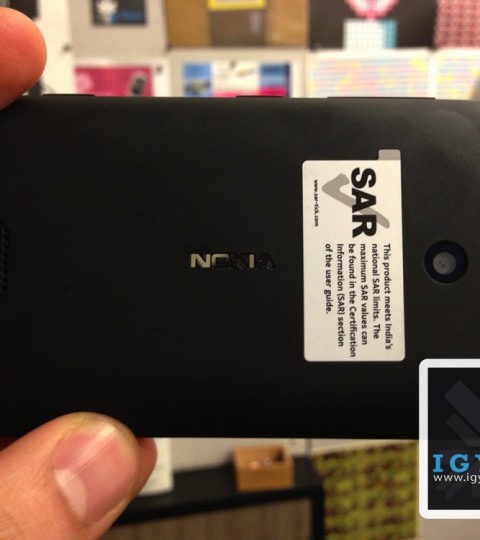 NOKIA
SAR
www.sar-tick.com
This product meets India's
national SAR limits. The
maximum SAR values can
be found in the Certification
Information (SAR) section
of the user guide.
IGY
www.igy